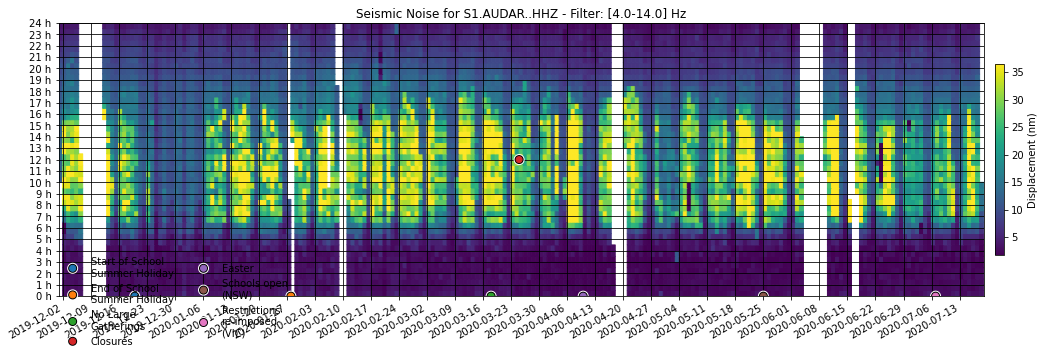 Seismic Noise for S1.AUDAR..HHZ - Filter: [4.0-14.0] Hz
24 h
23 h
22 h
21 h
20 h
19 h
18 h
17 h
16 h
15 h
14 h
13 h
12 h
11 h
10 h
9 h
8 h
7 h
6 h
5 h
4 h
3 h
2 h
1 h
0 h
35
30
25
20
15
10
5
Displacement (nm)
Start of School
Summer Holiday
End of School
Summer Holiday
No Large
Gatherings
Closures
Easter
Schools open
(NSW)
Restrictions
re-imposed
(VIC)
2019-12-02
2019-12-09
2019-12-30
2020-01-06
2020-02-03
2020-02-10
2020-02-17
2020-02-24
2020-03-02
2020-03-09
2020-03-16
2020-03-23
2020-03-30
2020-04-06
2020-04-13
2020-04-20
2020-04-27
2020-05-04
2020-05-11
2020-05-18
2020-05-25
2020-06-01
2020-06-08
2020-06-15
2020-06-22
2020-06-29
2020-07-06
2020-07-13